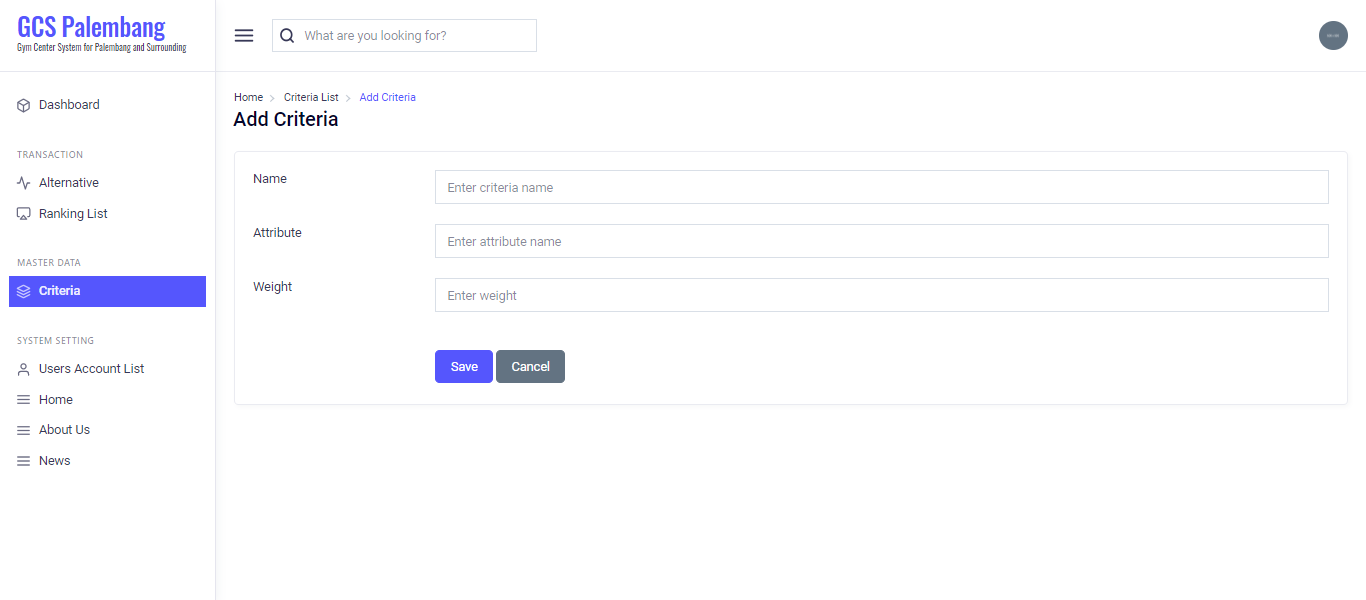 GCS Palembang
Gym Center System for Palembang and Surrounding
What are you looking for?
Dashboard
TRANSACTION
Alternative
Ranking List
MASTER DATA
Criteria
SYSTEM SETTING
Users Account List
Home
About Us
News
Home
Criteria List
Add Criteria
Add Criteria
Name
Enter criteria name
Attribute
Enter attribute name
Weight
Enter weight
Save
Cancel